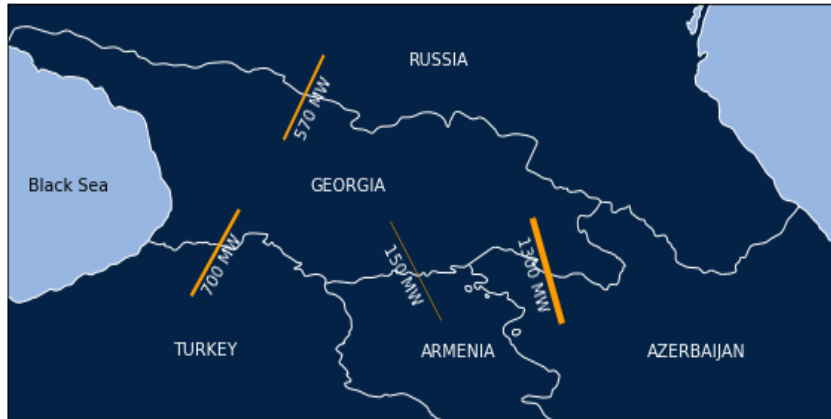 RUSSIA
570 MW
Black Sea
GEORGIA
700 MW
150 MW
1300 MW
TURKEY
ARMENIA
AZERBAIJAN